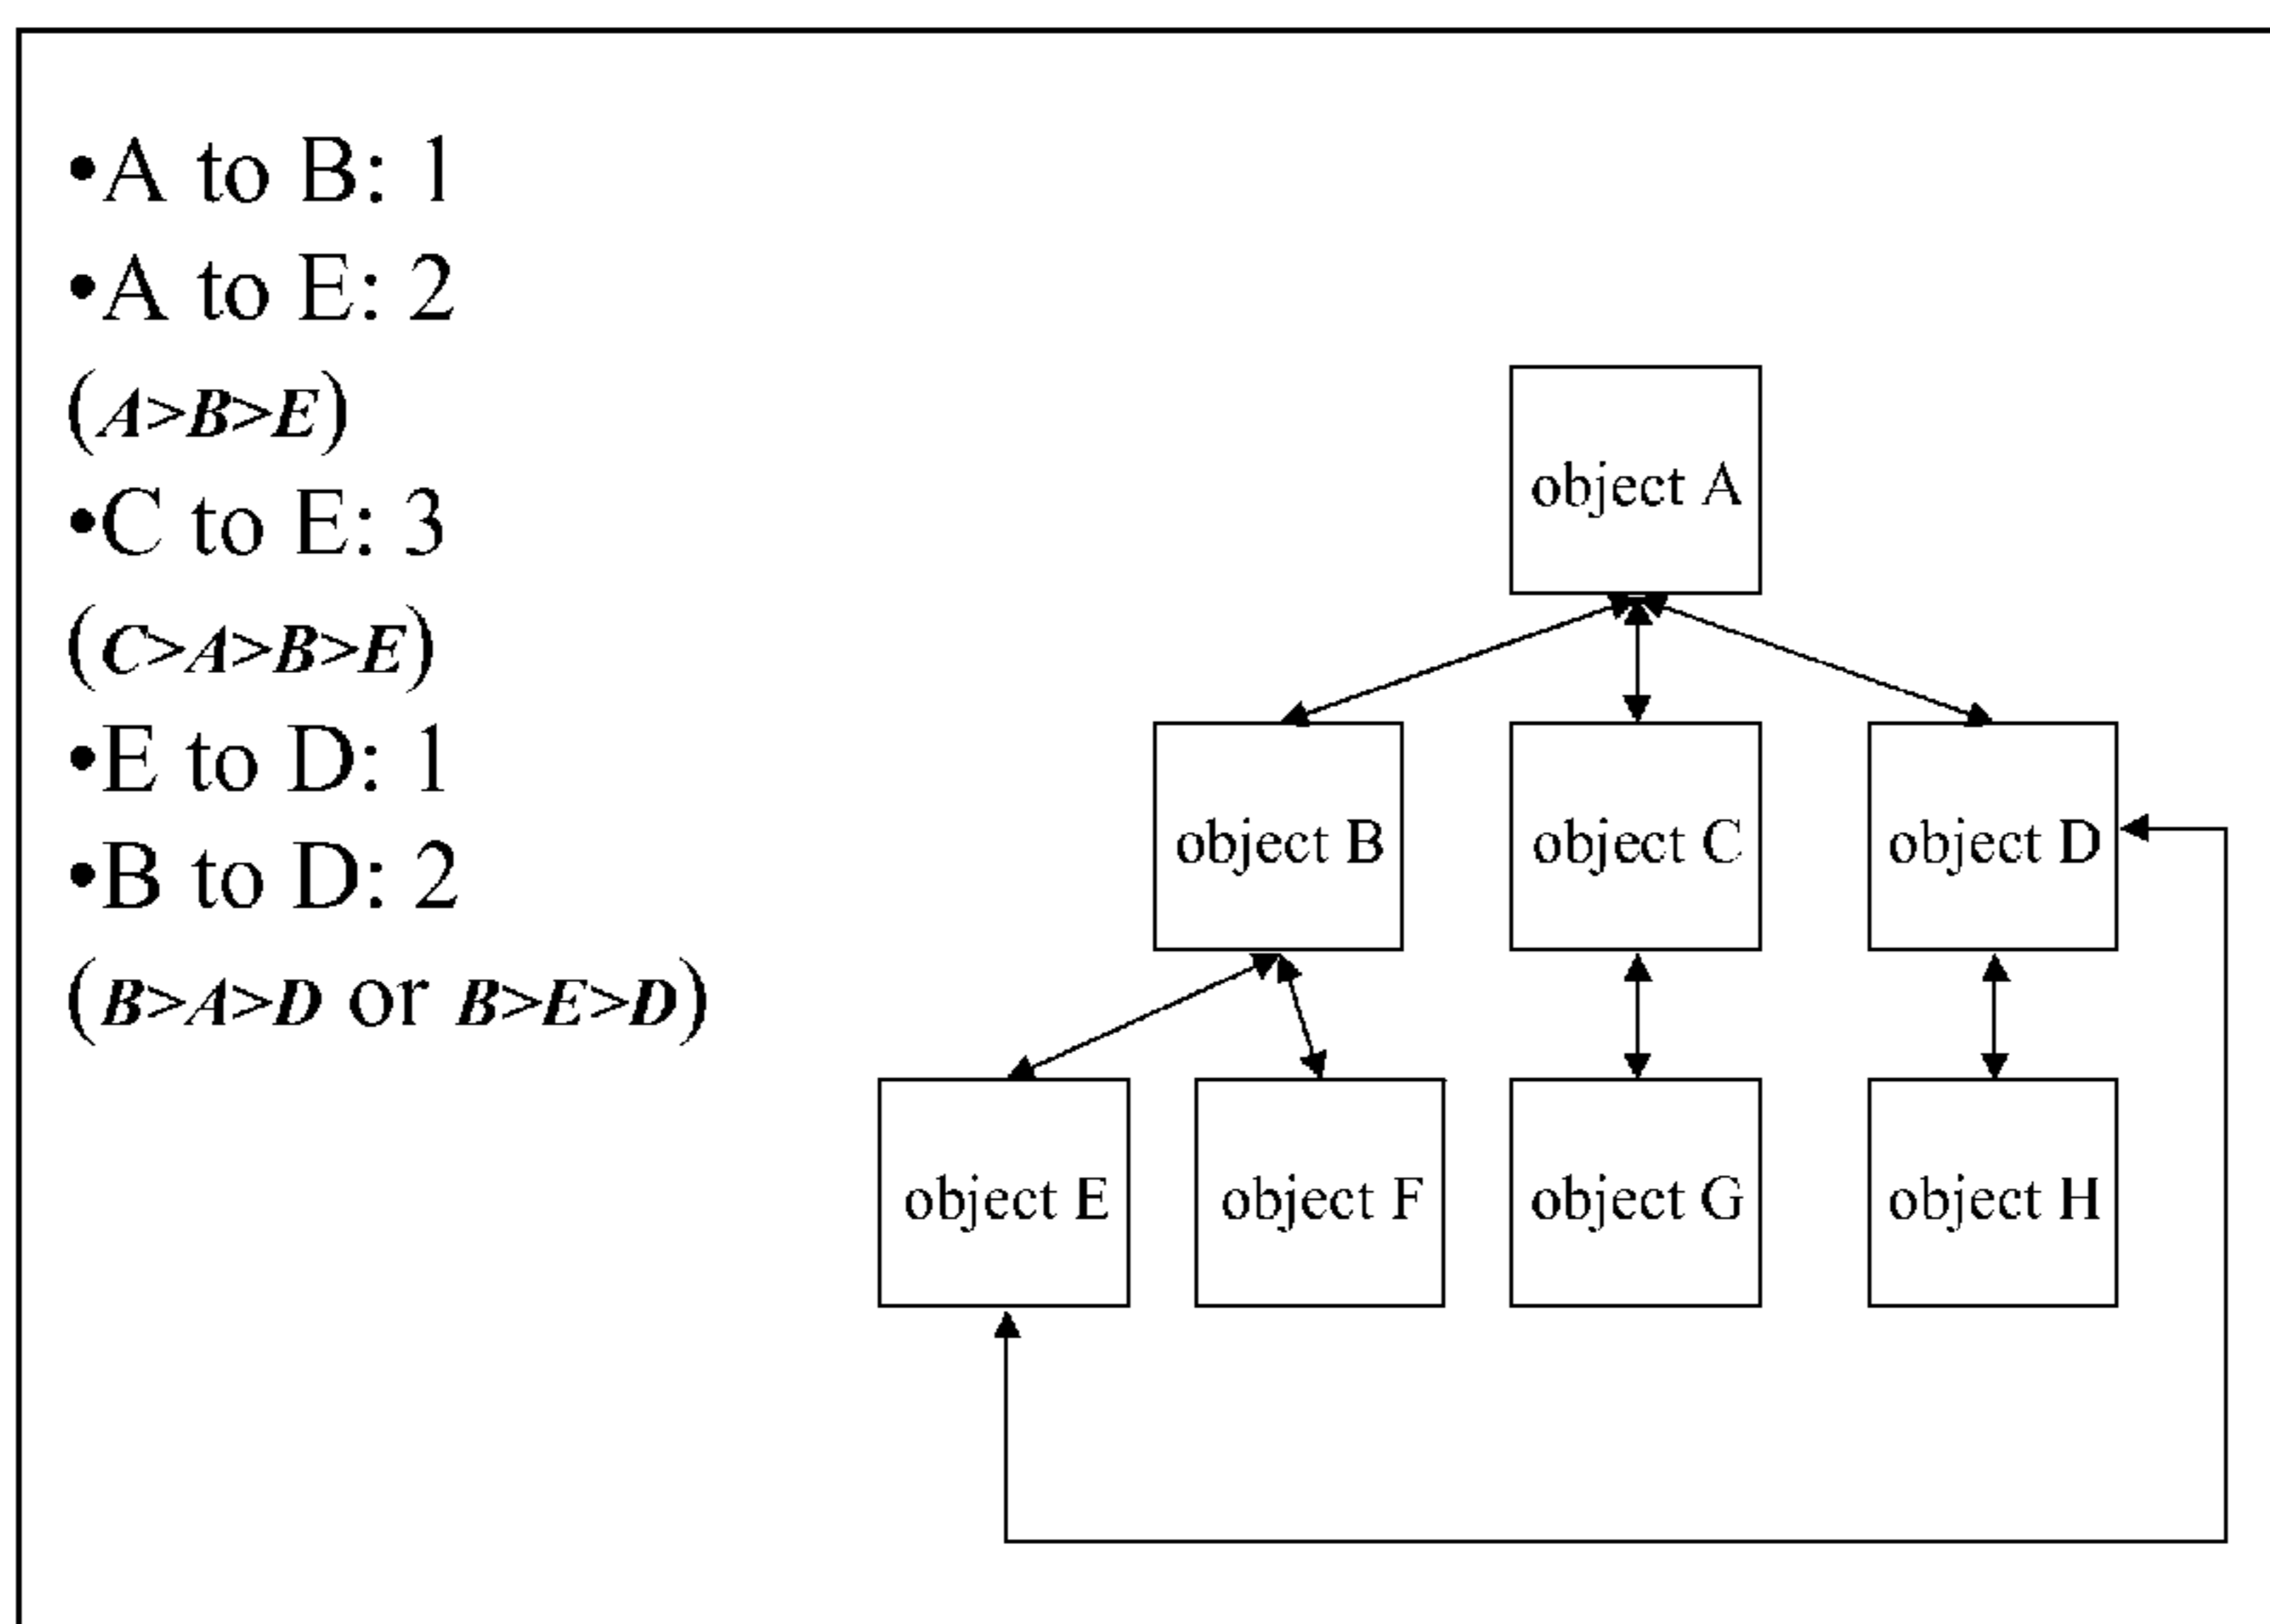 •A to B: 1
•A to E: 2
(A>B>E)
•C to E: 3
(C>A>B>E)
•E to D: 1
•B to D: 2
(B>A>D or B>E>D)
object A
object B
object C
object D
object E
object F
object G
object H